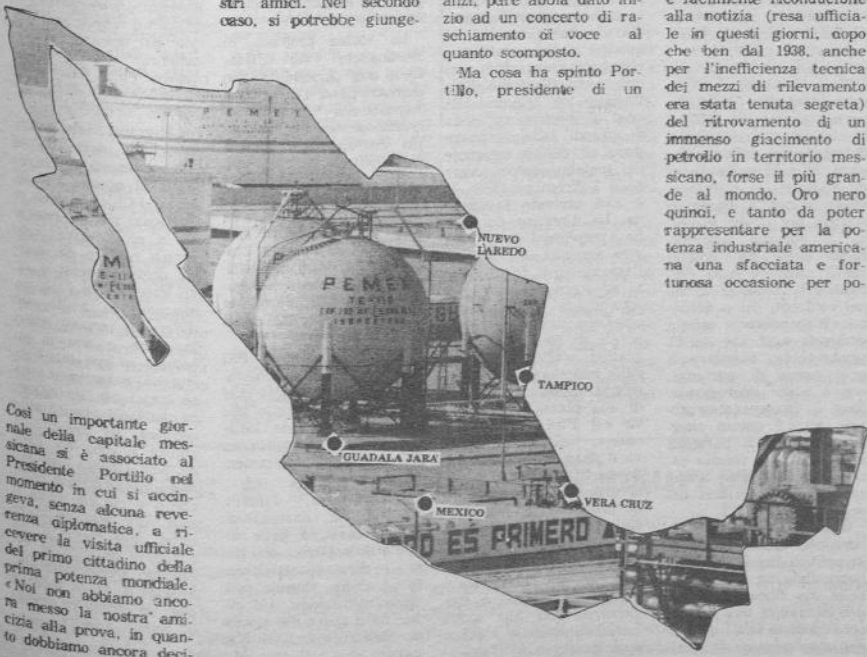 Così un importante gior-
nale della capitale mes-
sicana si è associato al
Presidente Portillo nel
momento in cui si accin-
geva, senza alcuna reve-
renza diplomatica, a ri-
cevere la visita ufficiale
del primo cittadino della
prima potenza mondiale.
«Noi non abbiamo anco-
ra messo la nostra ami-
cizia alla prova, in quan-
to dobbiamo ancora deci-
stri amici. Nel secondo
caso, si potrebbe giunge-
anzi, pare abbia dato ini-
zio ad un concerto di ra-
schiamento di voce al
quanto scomposto.
Ma cosa ha spinto Por-
tillo, presidente di un
è facilmente riconducibile
alla notizia (resa ufficia-
le in questi giorni, dopo
che ben dal 1938, anche
per l'inefficienza tecnica
dei mezzi di rilevamento
era stata tenuta segreta)
del ritrovamento di un
immenso giacimento di
petrolio in territorio mes-
sicano, forse il più gran-
de al mondo. Oro nero
quindi, e tanto da poter
rappresentare per la po-
tenza industriale america-
na una sfacciata e for-
tunosa occasione per po-
PEMEX
NUEVO
LAREDO
PEMEX
TAMPICO
GUADALA JARA'
MEXICO
VERA CRUZ
ES PRIMERO